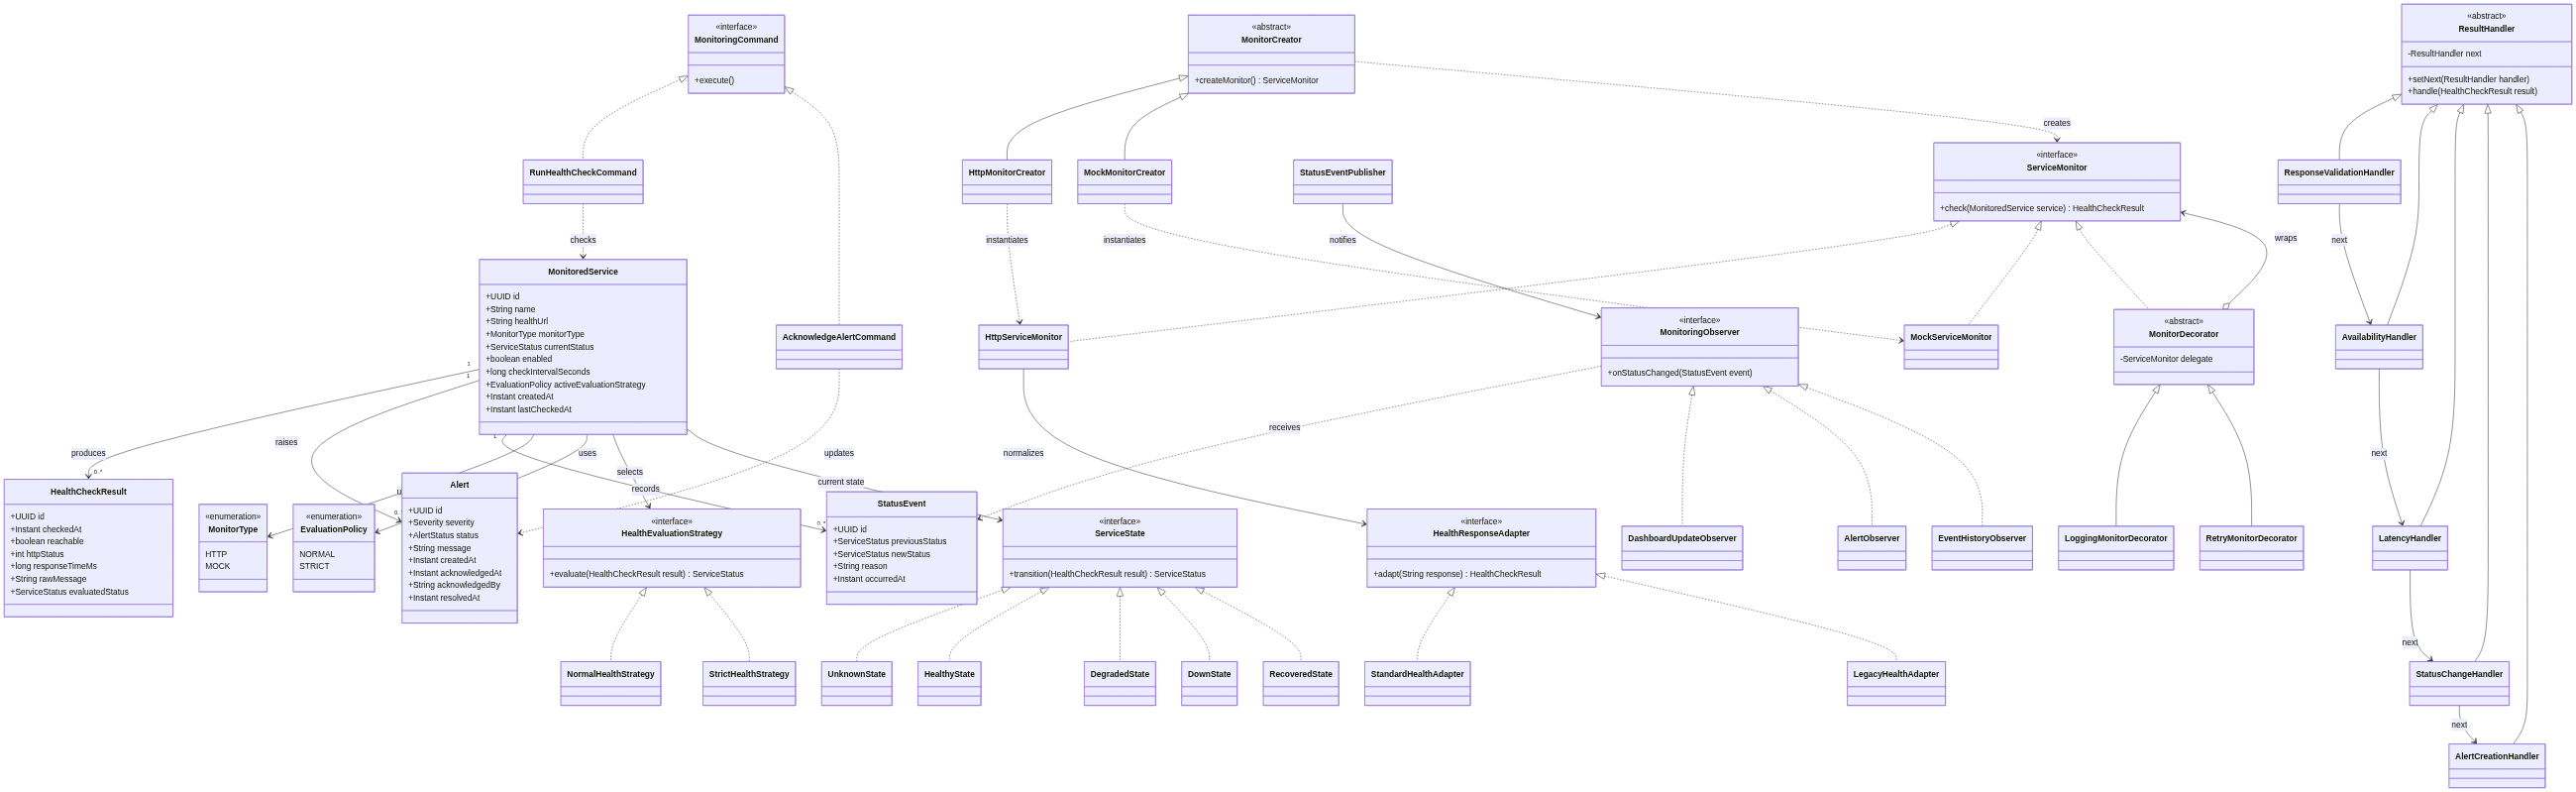 «interface»
MonitoringCommand
+execute()
«abstract»
MonitorCreator
+createMonitor() : ServiceMonitor
«abstract»
ResultHandler
-ResultHandler next
+setNext(ResultHandler handler)
+handle(HealthCheckResult result)
creates
RunHealthCheckCommand
HttpMonitorCreator
MockMonitorCreator
StatusEventPublisher
«interface»
ServiceMonitor
+check(MonitoredService service) : HealthCheckResult
ResponseValidationHandler
checks
instantiates
instantiates
notifies
wraps
next
MonitoredService
+UUID id
+String name
+String healthUrl
+MonitorType monitorType
+ServiceStatus currentStatus
+boolean enabled
+long checkIntervalSeconds
+EvaluationPolicy activeEvaluationStrategy
+Instant createdAt
+Instant lastCheckedAt
AcknowledgeAlertCommand
HttpServiceMonitor
«interface»
MonitoringObserver
+onStatusChanged(StatusEvent event)
MockServiceMonitor
«abstract»
MonitorDecorator
-ServiceMonitor delegate
AvailabilityHandler
1
1
1
produces
raises
uses
selects
records
updates
current state
normalizes
receives
next
0..*
0..*
HealthCheckResult
+UUID id
+Instant checkedAt
+boolean reachable
+int httpStatus
+long responseTimeMs
+String rawMessage
+ServiceStatus evaluatedStatus
«enumeration»
MonitorType
HTTP
MOCK
«enumeration»
EvaluationPolicy
NORMAL
STRICT
Alert
+UUID id
+Severity severity
+AlertStatus status
+String message
+Instant createdAt
+Instant acknowledgedAt
+String acknowledgedBy
+Instant resolvedAt
«interface»
HealthEvaluationStrategy
+evaluate(HealthCheckResult result) : ServiceStatus
StatusEvent
+UUID id
+ServiceStatus previousStatus
+ServiceStatus newStatus
+String reason
+Instant occurredAt
«interface»
ServiceState
+transition(HealthCheckResult result) : ServiceStatus
«interface»
HealthResponseAdapter
+adapt(String response) : HealthCheckResult
DashboardUpdateObserver
AlertObserver
EventHistoryObserver
LoggingMonitorDecorator
RetryMonitorDecorator
LatencyHandler
next
NormalHealthStrategy
StrictHealthStrategy
UnknownState
HealthyState
DegradedState
DownState
RecoveredState
StandardHealthAdapter
LegacyHealthAdapter
StatusChangeHandler
next
AlertCreationHandler